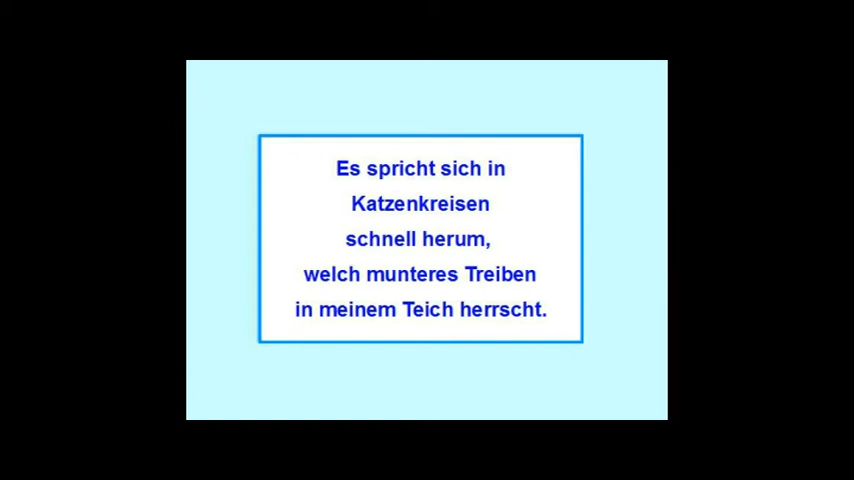 Es spricht sich in
Katzenkreisen
schnell herum,
welch munteres Treiben
in meinem Teich herrscht.